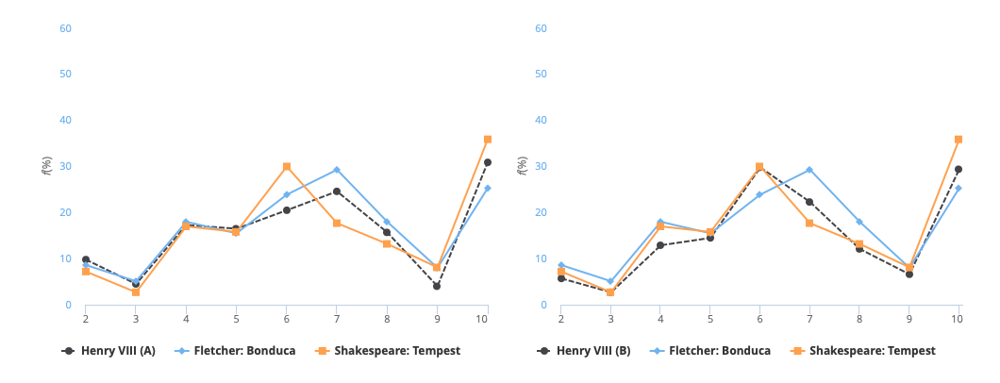 60
50
40
30
20
10
0
f(%)
2 3 4 5 6 7 8 9 10
Henry VIII (A) Fletcher: Bonduca Shakespeare: Tempest
60
50
40
30
20
10
0
f(%)
2 3 4 5 6 7 8 9 10
Henry VIII (B) Fletcher: Bonduca Shakespeare: Tempest